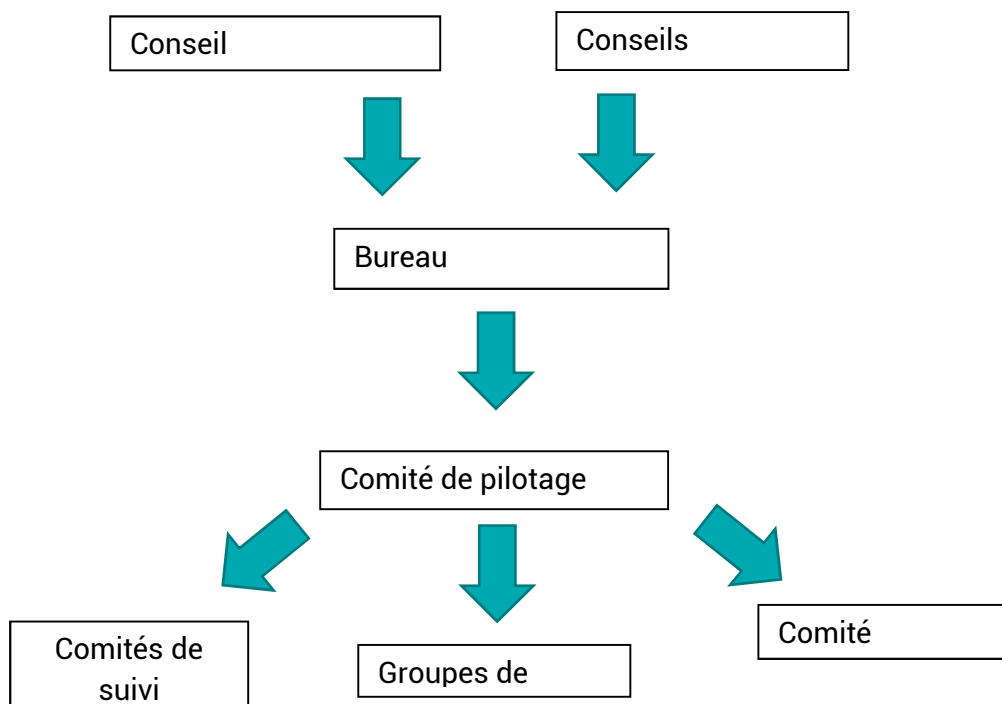 Conseil
Conseils
Bureau
Comité de pilotage
Comités de
suivi
Groupes de
Comité